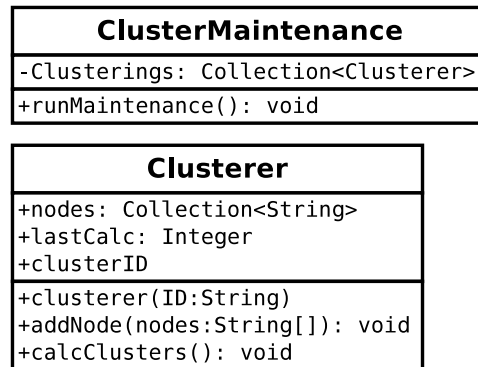 ClusterMaintenance
-Clusterings: Collection<Clusterer>
+runMaintenance(): void
Clusterer
+nodes: Collection<String>
+lastCalc: Integer
+clusterID
+clusterer(ID:String)
+addNode(nodes:String[]): void
+calcClusters(): void